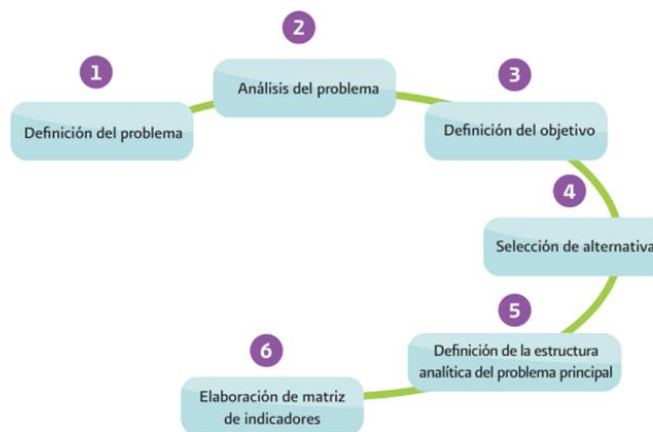 1
Definición del problema
2
Análisis del problema
3
Definición del objetivo
4
Selección de alternativa
5
Definición de la estructura
analítica del problema principal
6
Elaboración de matriz
de indicadores